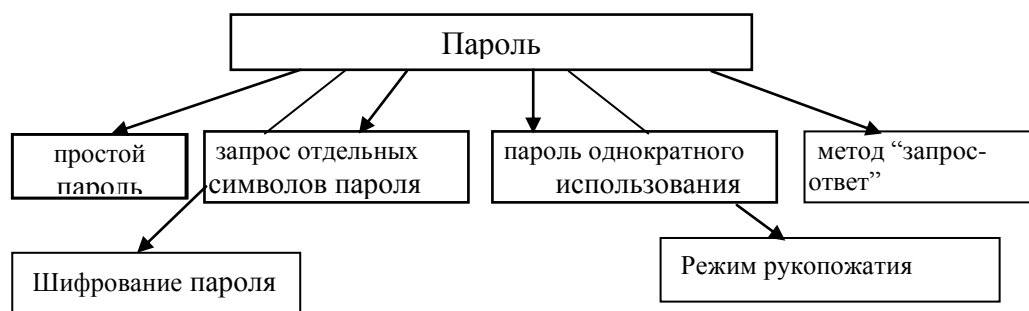 Пароль
простой
пароль
запрос отдельных
символов пароля
пароль однократного
использования
метод “запрос-
ответ”
Шифрование пароля
Режим рукопожатия